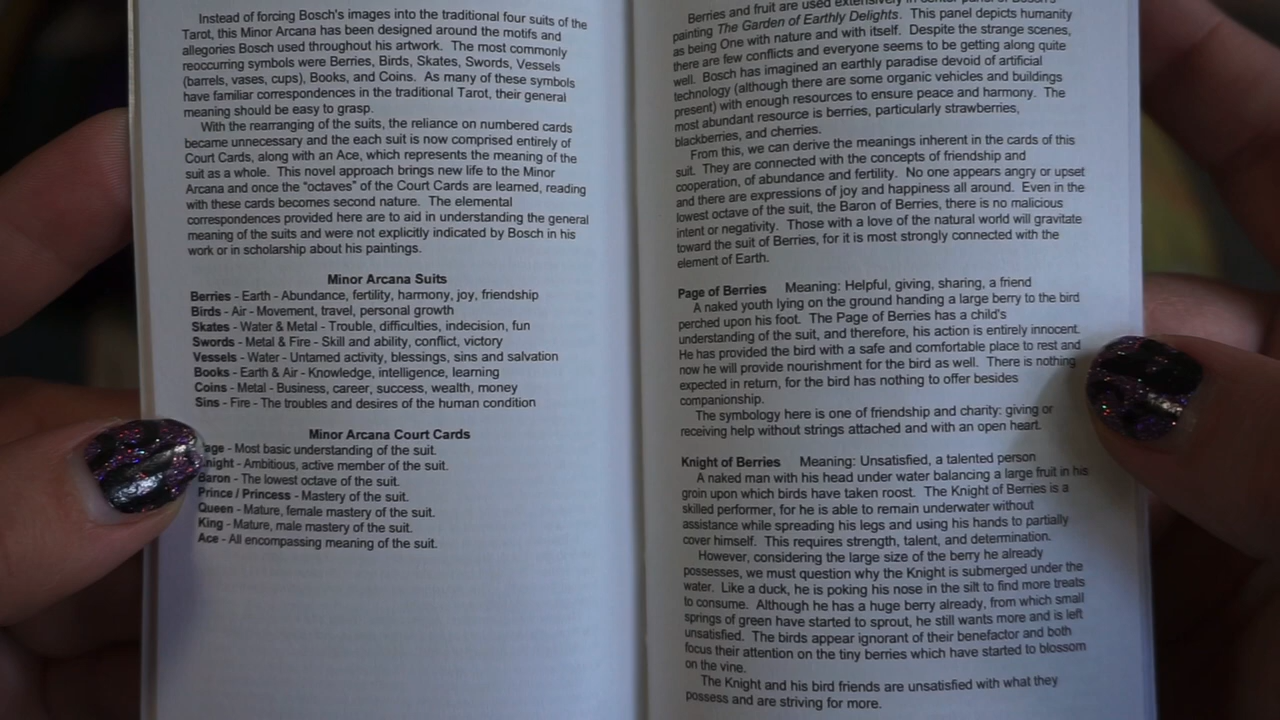 Instead of forcing Bosch's images into the traditional four suits of the
Tarot, this Minor Arcana has been designed around the motifs and
allegories Bosch used throughout his artwork. The most commonly
reoccurring symbols were Berries, Birds, Skates, Swords, Vessels
(barrels, vases, cups), Books, and Coins. As many of these symbols
have familiar correspondences in the traditional Tarot, their general
meaning should be easy to grasp.
With the rearranging of the suits, the reliance on numbered cards
became unnecessary and the each suit is now comprised entirely of
Court Cards, along with an Ace, which represents the meaning of the
suit as a whole. This novel approach brings new life to the Minor
Arcana and once the "octaves" of the Court Cards are learned, reading
with these cards becomes second nature. The elemental
correspondences provided here are to aid in understanding the general
meaning of the suits and were not explicitly indicated by Bosch in his
work or in scholarship about his paintings.
Minor Arcana Suits
Berries - Earth - Abundance, fertility, harmony, joy, friendship
Birds - Air - Movement, travel, personal growth
Skates - Water & Metal - Trouble, difficulties, indecision, fun
Swords - Metal & Fire - Skill and ability, conflict, victory
Vessels - Water - Untamed activity, blessings, sins and salvation
Books - Earth & Air - Knowledge, intelligence, learning
Coins - Metal - Business, career, success, wealth, money
Sins - Fire - The troubles and desires of the human condition
Minor Arcana Court Cards
age - Most basic understanding of the suit.
night - Ambitious, active member of the suit.
Baron - The lowest octave of the suit.
Prince / Princess - Mastery of the suit.
Queen - Mature, female mastery of the suit.
King - Mature, male mastery of the suit.
Ace - All encompassing meaning of the suit.
Berries and fruit are used extensively in center panel of Bosch's
painting The Garden of Earthly Delights. This panel depicts humanity
as being One with nature and with itself. Despite the strange scenes,
there are few conflicts and everyone seems to be getting along quite
well. Bosch has imagined an earthly paradise devoid of artificial
technology (although there are some organic vehicles and buildings
present) with enough resources to ensure peace and harmony. The
most abundant resource is berries, particularly strawberries,
blackberries, and cherries.
From this, we can derive the meanings inherent in the cards of this
suit. They are connected with the concepts of friendship and
cooperation, of abundance and fertility. No one appears angry or upset
and there are expressions of joy and happiness all around. Even in the
lowest octave of the suit, the Baron of Berries, there is no malicious
intent or negativity. Those with a love of the natural world will gravitate
toward the suit of Berries, for it is most strongly connected with the
element of Earth.
Page of Berries Meaning: Helpful, giving, sharing, a friend
A naked youth lying on the ground handing a large berry to the bird
perched upon his foot. The Page of Berries has a child's
understanding of the suit, and therefore, his action is entirely innocent.
He has provided the bird with a safe and comfortable place to rest and
now he will provide nourishment for the bird as well. There is nothing
expected in return, for the bird has nothing to offer besides
companionship.
The symbology here is one of friendship and charity: giving or
receiving help without strings attached and with an open heart.
Knight of Berries Meaning: Unsatisfied, a talented person
A naked man with his head under water balancing a large fruit in his
groin upon which birds have taken roost. The Knight of Berries is a
skilled performer, for he is able to remain underwater without
assistance while spreading his legs and using his hands to partially
cover himself. This requires strength, talent, and determination.
However, considering the large size of the berry he already
possesses, we must question why the Knight is submerged under the
water. Like a duck, he is poking his nose in the silt to find more treats
to consume. Although he has a huge berry already, from which small
springs of green have started to sprout, he still wants more and is left
unsatisfied. The birds appear ignorant of their benefactor and both
focus their attention on the tiny berries which have started to blossom
on the vine.
The Knight and his bird friends are unsatisfied with what they
possess and are striving for more.